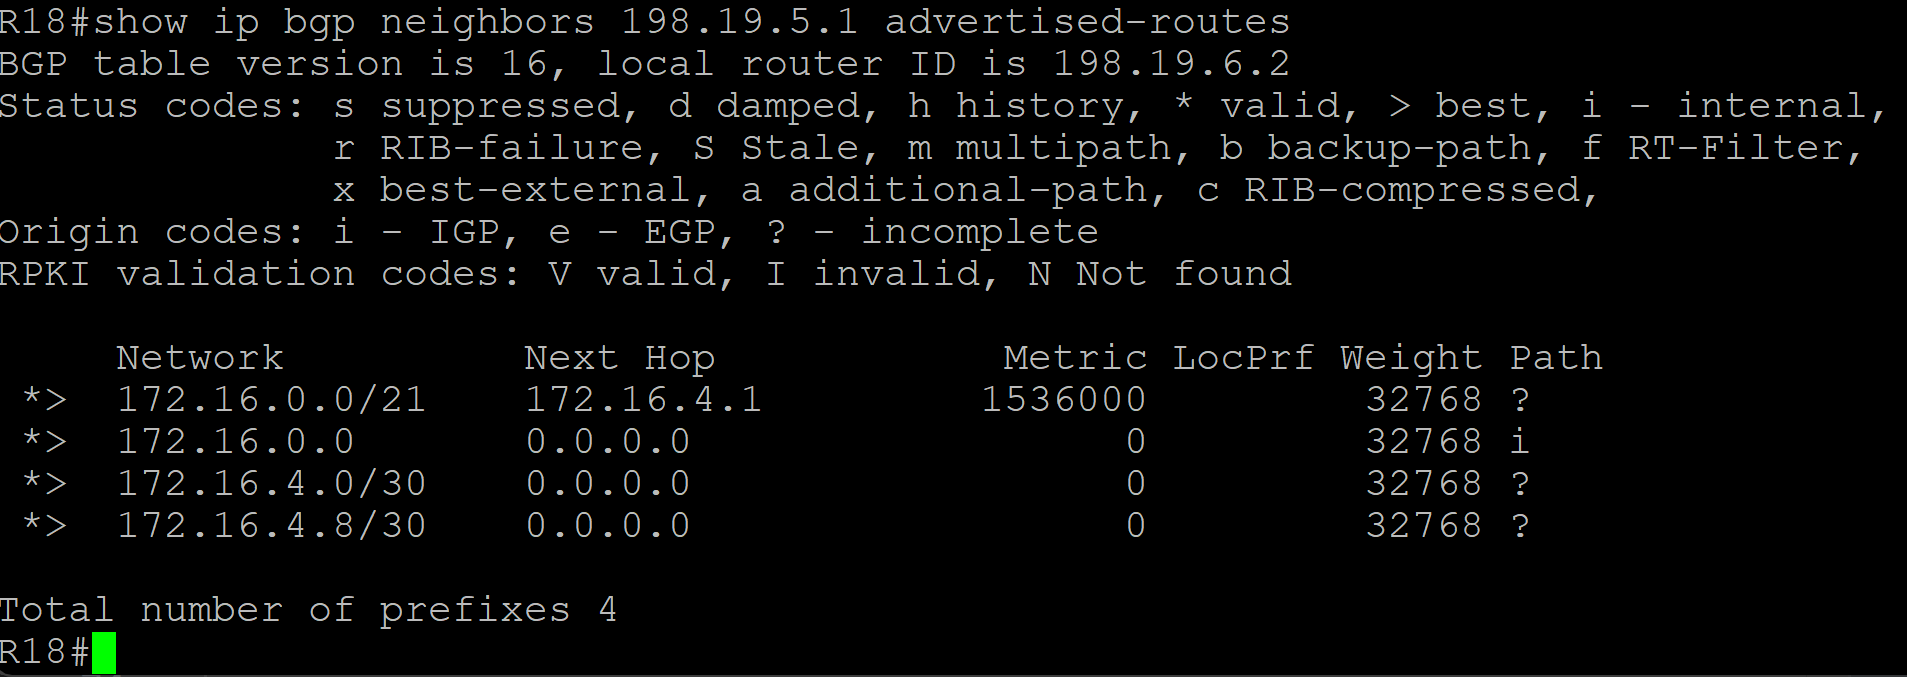 R18#show ip bgp neighbors 198.19.5.1 advertised-routes
BGP table version is 16, local router ID is 198.19.6.2
Status codes: s suppressed, d damped, h history, * valid, > best, i - internal,
              r RIB-failure, S Stale, m multipath, b backup-path, f RT-Filter,
              x best-external, a additional-path, c RIB-compressed,
Origin codes: i - IGP, e - EGP, ? - incomplete
RPKI validation codes: V valid, I invalid, N Not found

     Network          Next Hop            Metric LocPrf Weight Path
 *>  172.16.0.0/21    172.16.4.1         1536000         32768 ?
 *>  172.16.0.0       0.0.0.0                  0         32768 i
 *>  172.16.4.0/30    0.0.0.0                  0         32768 ?
 *>  172.16.4.8/30    0.0.0.0                  0         32768 ?

Total number of prefixes 4
R18#